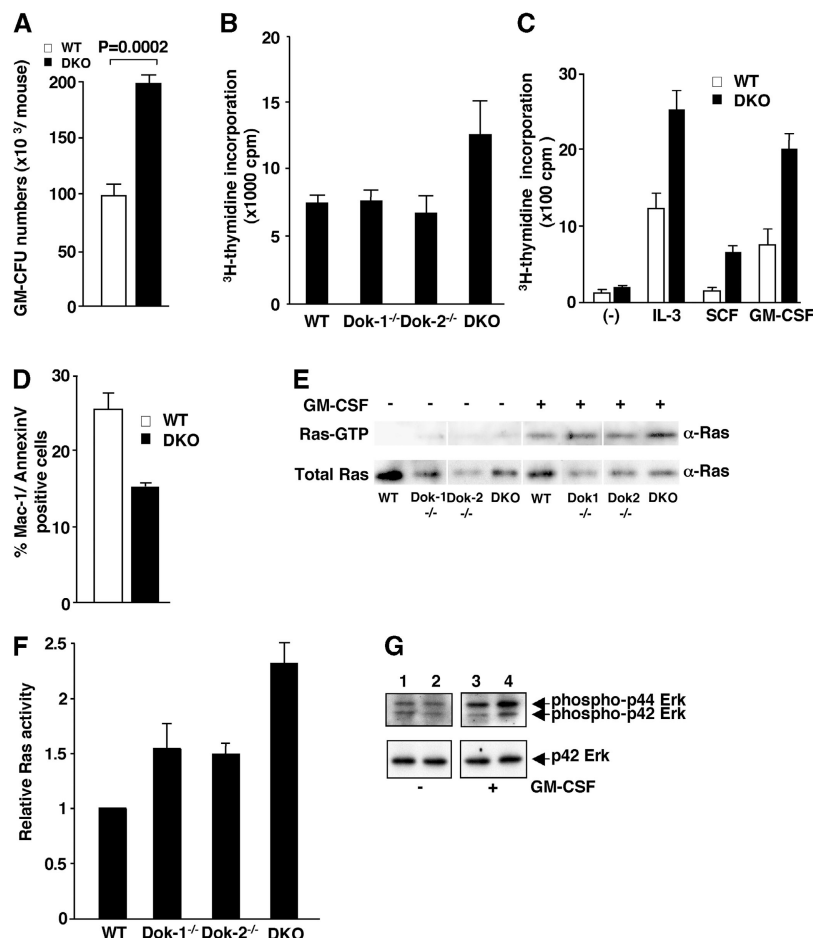 A
WT
DKO
P=0.0002
GM-CFU numbers (x10 3/ mouse)
200
100
50
0
B
3H-thymidine incorporation
(x1000 cpm)
20
15
10
5
0
WT Dok-1-/- Dok-2-/- DKO
C
3H-thymidine incorporation
(x100 cpm)
30
20
10
0
WT
DKO
(-) IL-3 SCF GM-CSF
D
% Mac-1/ AnnexinV
positive cells
30
20
10
0
WT
DKO
E
GM-CSF - - - - + + + +
Ras-GTP α-Ras
Total Ras α-Ras
WT Dok-1 Dok-2 DKO WT Dok1 Dok2 DKO
-/- -/- -/- -/-
F
Relative Ras activity
2.5
2
1.5
1
0.5
0
WT Dok-1-/- Dok-2-/- DKO
G
1 2 3 4
phospho-p44 Erk
phospho-p42 Erk
p42 Erk
- + GM-CSF